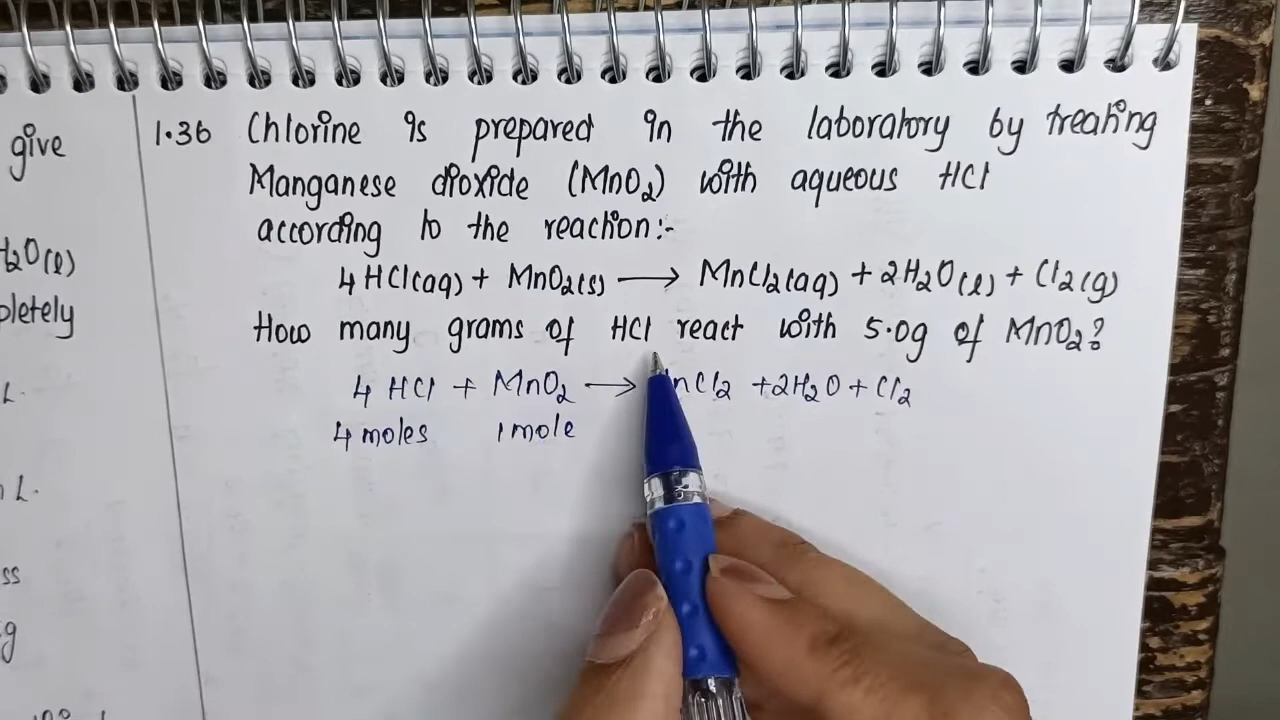 give
H₂O(l)
pletely
L.
L.
ss
g
1.36 Chlorine is prepared in the laboratory by treating
Manganese dioxide (MnO₂) with aqueous HCl
according to the reaction:-
4HCl(aq) + MnO₂(s) → MnCl₂(aq) + 2H₂O(l) + Cl₂(g)
How many grams of HCl react with 5.0g of MnO₂?
4 HCl + MnO₂ → nCl₂ + 2H₂O + Cl₂
4 moles 1 mole